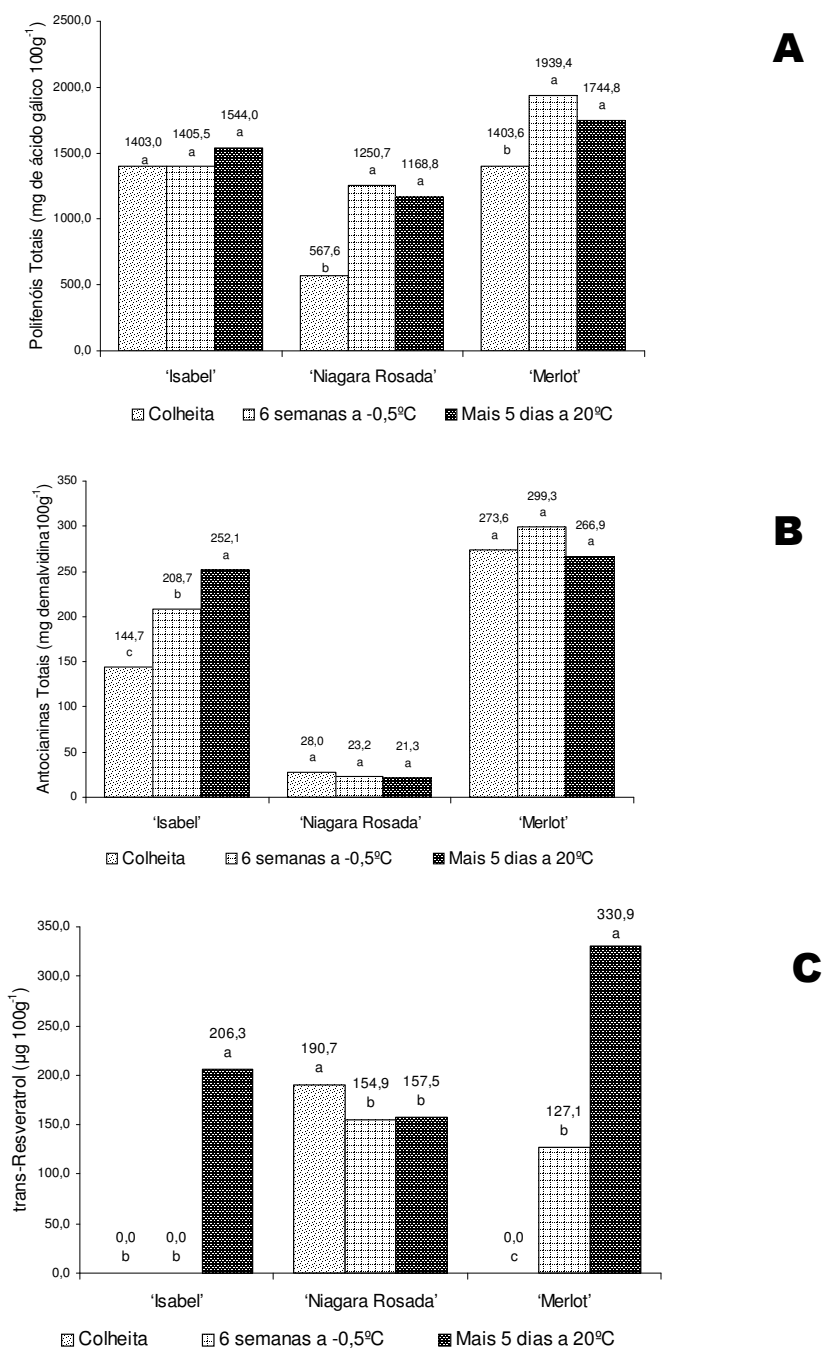 A
Polifenóis Totais (mg de ácido gálico 100g⁻¹)
2500,0
2000,0
1500,0
1000,0
500,0
0,0
1403,0
a
1405,5
a
1544,0
a
567,6
b
1250,7
a
1168,8
a
1403,6
b
1939,4
a
1744,8
a
'Isabel' 'Niagara Rosada' 'Merlot'
Colheita 6 semanas a -0,5ºC Mais 5 dias a 20ºC
B
Antocianinas Totais (mg demalvidina100g⁻¹)
350
300
250
200
150
100
50
0
144,7
c
208,7
b
252,1
a
28,0
a
23,2
a
21,3
a
273,6
a
299,3
a
266,9
a
'Isabel' 'Niagara Rosada' 'Merlot'
Colheita 6 semanas a -0,5ºC Mais 5 dias a 20ºC
C
trans-Resveratrol (µg 100g⁻¹)
350,0
300,0
250,0
200,0
150,0
100,0
50,0
0,0
0,0
b
0,0
b
206,3
a
190,7
a
154,9
b
157,5
b
0,0
c
127,1
b
330,9
a
'Isabel' 'Niagara Rosada' 'Merlot'
Colheita 6 semanas a -0,5ºC Mais 5 dias a 20ºC